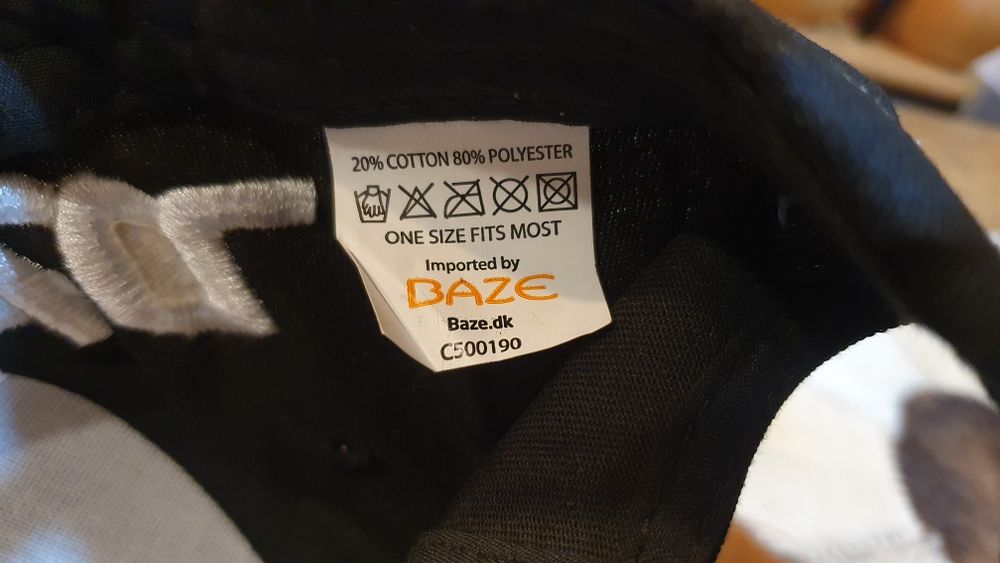 20% COTTON 80% POLYESTER
ONE SIZE FITS MOST
Imported by
BAZE
Baze.dk
C500190